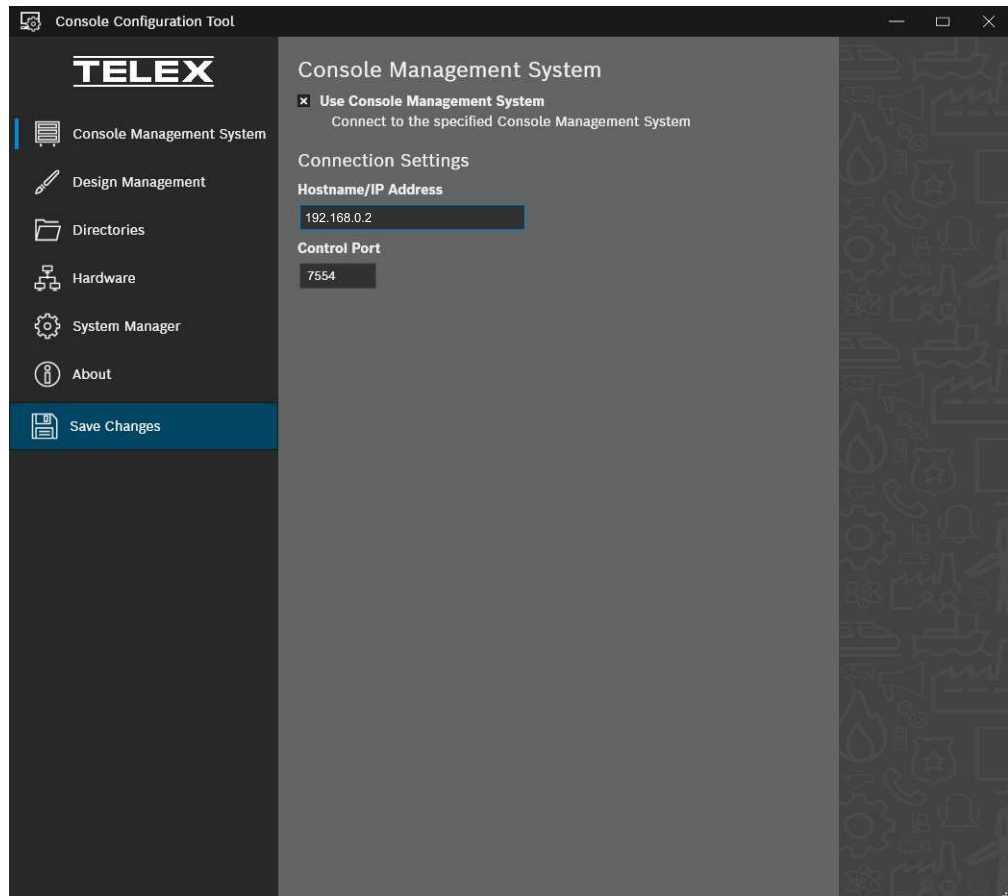 Console Configuration Tool
TELEX
Console Management System
Design Management
Directories
Hardware
System Manager
About
Save Changes
Console Management System
Use Console Management System
Connect to the specified Console Management System
Connection Settings
Hostname/IP Address
192.168.0.2
Control Port
7554